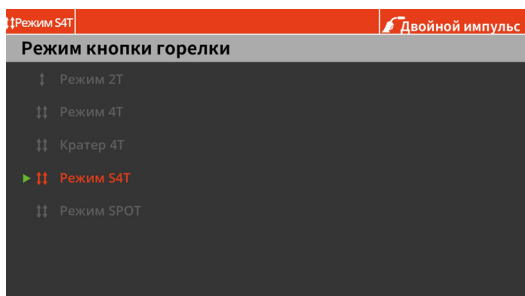 Режим S4T
Двойной импульс
Режим кнопки горелки
Режим 2T
Режим 4T
Кратер 4T
Режим S4T
Режим SPOT